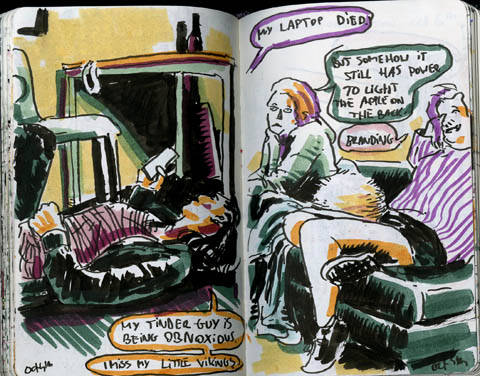 MY TINDER GUY IS
BEING OBNOXIOUS
I MISS MY LITTLE VIKINGS
MY LAPTOP DIED
BUT SOMEHOW IT
STILL HAS POWER
TO LIGHT
THE APPLE ON
THE BACK
BRANDING